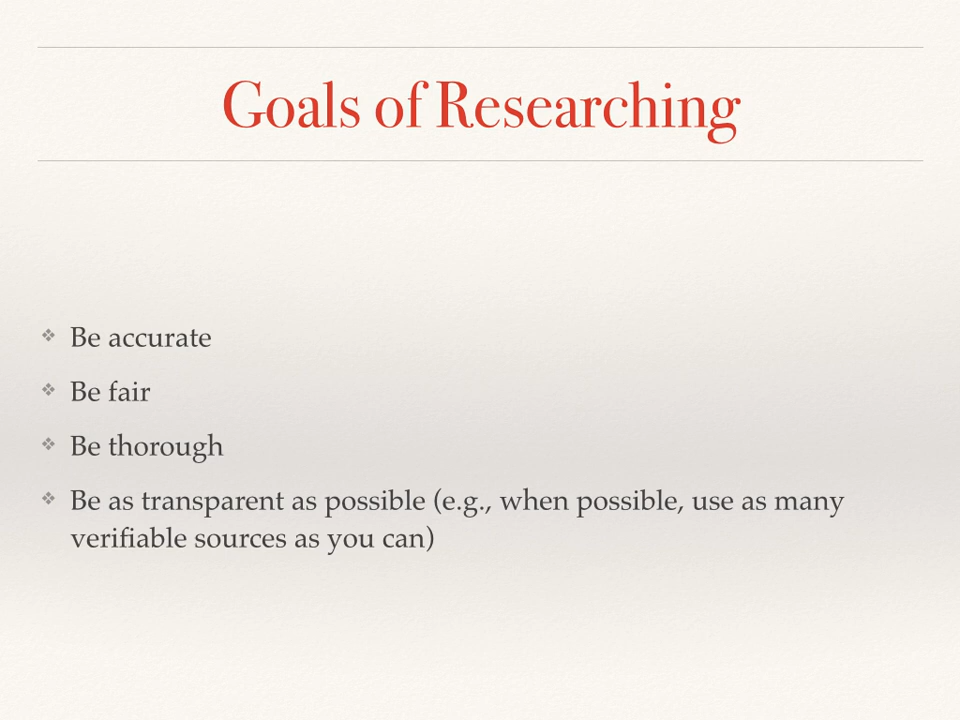 Goals of Researching
❖ Be accurate
❖ Be fair
❖ Be thorough
❖ Be as transparent as possible (e.g., when possible, use as many
verifiable sources as you can)